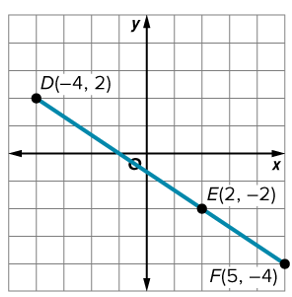 y
D(−4, 2)
O
x
E(2, −2)
F(5, −4)